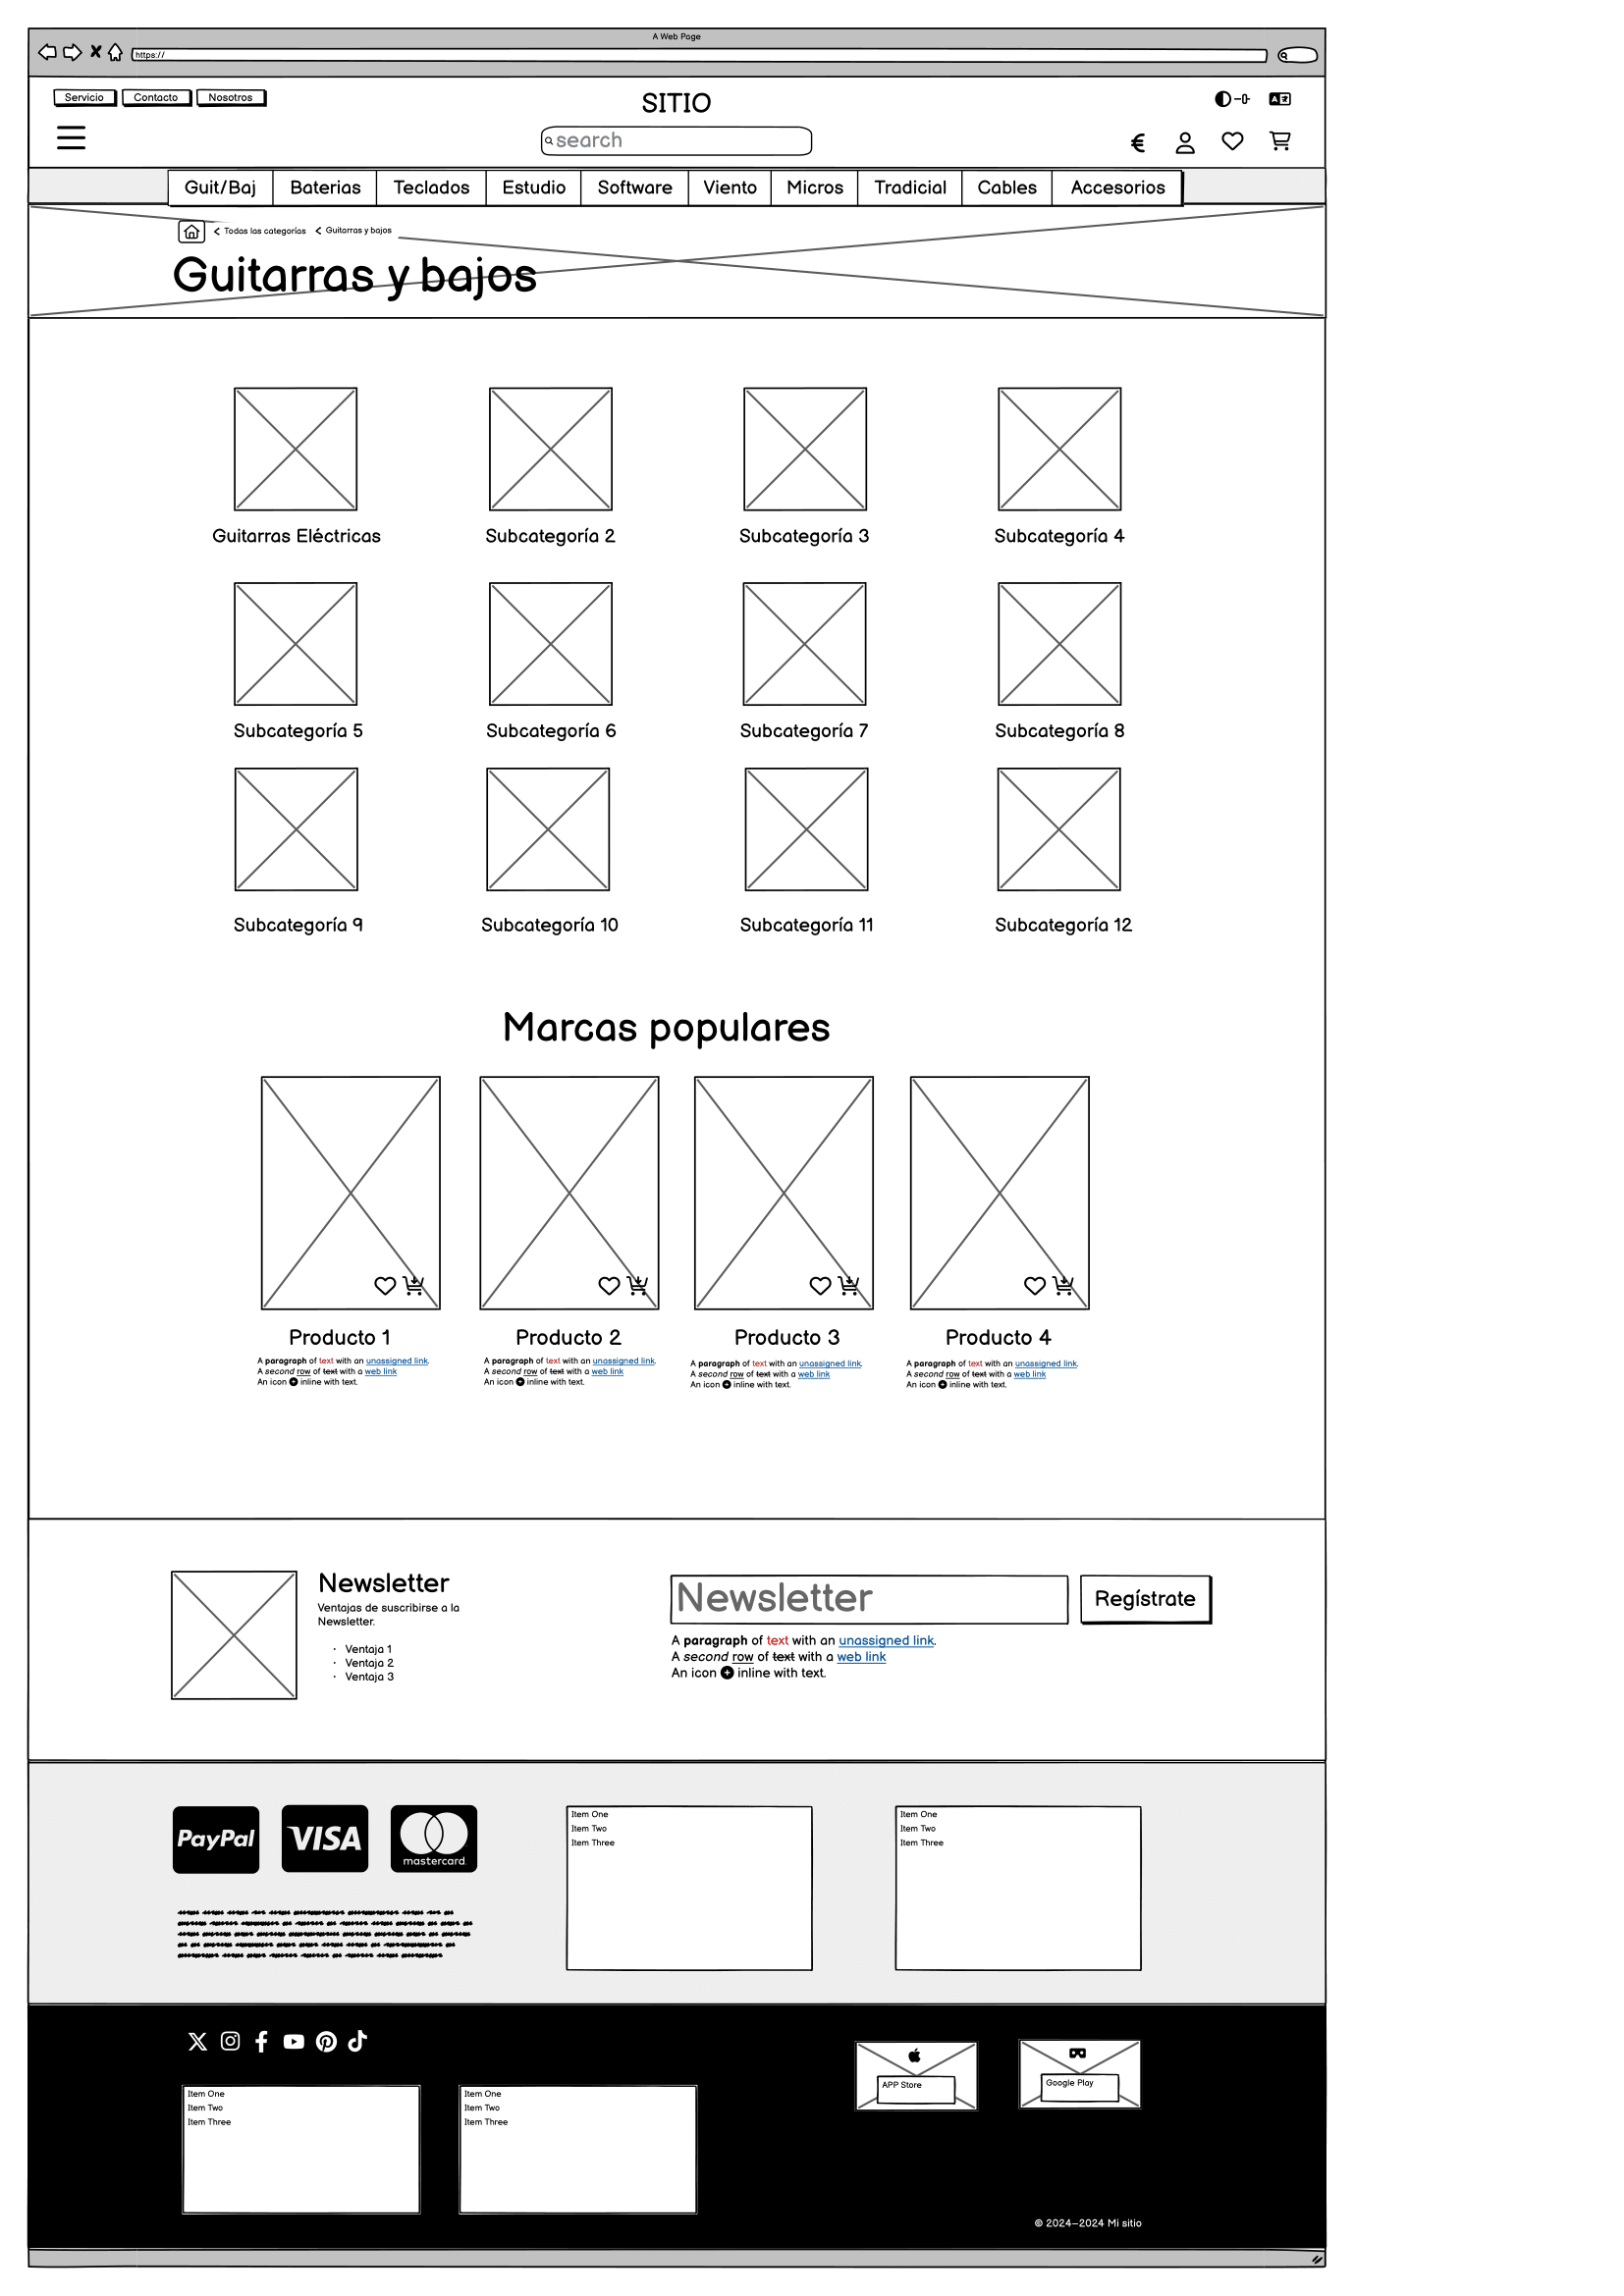 A Web Page
https://
Servicio Contacto Nosotros
SITIO
search
€
Guit/Baj Baterias Teclados Estudio Software Viento Micros Tradicial Cables Accesorios
Todas las categorías Guitarras y bajos
Guitarras y bajos
Guitarras Eléctricas Subcategoría 2 Subcategoría 3 Subcategoría 4
Subcategoría 5 Subcategoría 6 Subcategoría 7 Subcategoría 8
Subcategoría 9 Subcategoría 10 Subcategoría 11 Subcategoría 12
Marcas populares
Producto 1
A paragraph of text with an unassigned link.
A second row of text with a web link
An icon inline with text.
Producto 2
A paragraph of text with an unassigned link.
A second row of text with a web link
An icon inline with text.
Producto 3
A paragraph of text with an unassigned link.
A second row of text with a web link
An icon inline with text.
Producto 4
A paragraph of text with an unassigned link.
A second row of text with a web link
An icon inline with text.
Newsletter
Ventajas de suscribirse a la
Newsletter.
· Ventaja 1
· Ventaja 2
· Ventaja 3
Newsletter
Regístrate
A paragraph of text with an unassigned link.
A second row of text with a web link
An icon inline with text.
PayPal VISA mastercard
Item One
Item Two
Item Three
Item One
Item Two
Item Three
Item One
Item Two
Item Three
Item One
Item Two
Item Three
APP Store
Google Play
© 2024–2024 Mi sitio